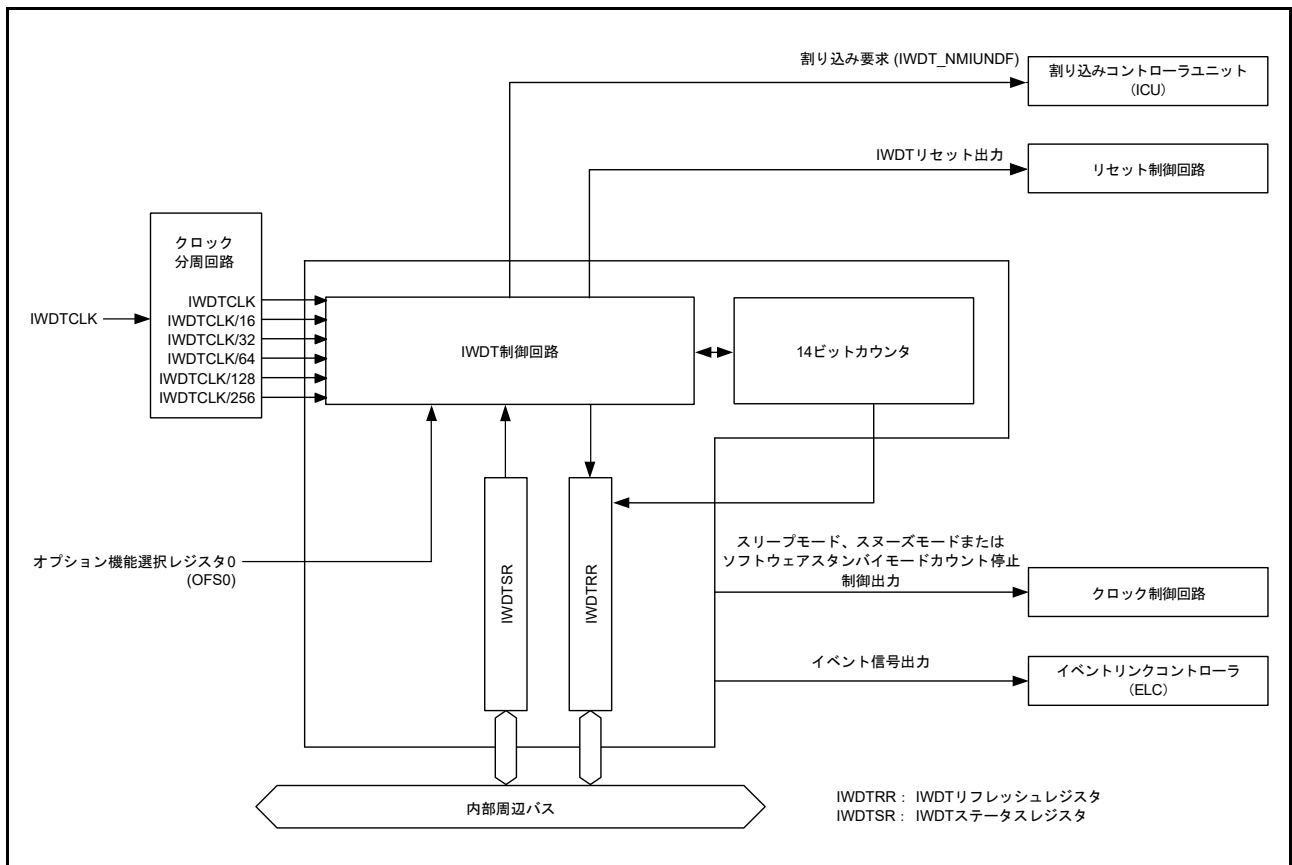 割り込み要求 (IWDT_NMIUNDF)
割り込みコントローラユニット
（ICU）
IWDTリセット出力
リセット制御回路
クロック
分周回路
IWDTCLK
IWDTCLK
IWDTCLK/16
IWDTCLK/32
IWDTCLK/64
IWDTCLK/128
IWDTCLK/256
IWDT制御回路
14ビットカウンタ
オプション機能選択レジスタ0
(OFS0)
IWDTSR
IWDTRR
スリープモード、スヌーズモードまたは
ソフトウェアスタンバイモードカウント停止
制御出力
クロック制御回路
イベント信号出力
イベントリンクコントローラ
（ELC）
内部周辺バス
IWDTRR： IWDTリフレッシュレジスタ
IWDTSR： IWDTステータスレジスタ